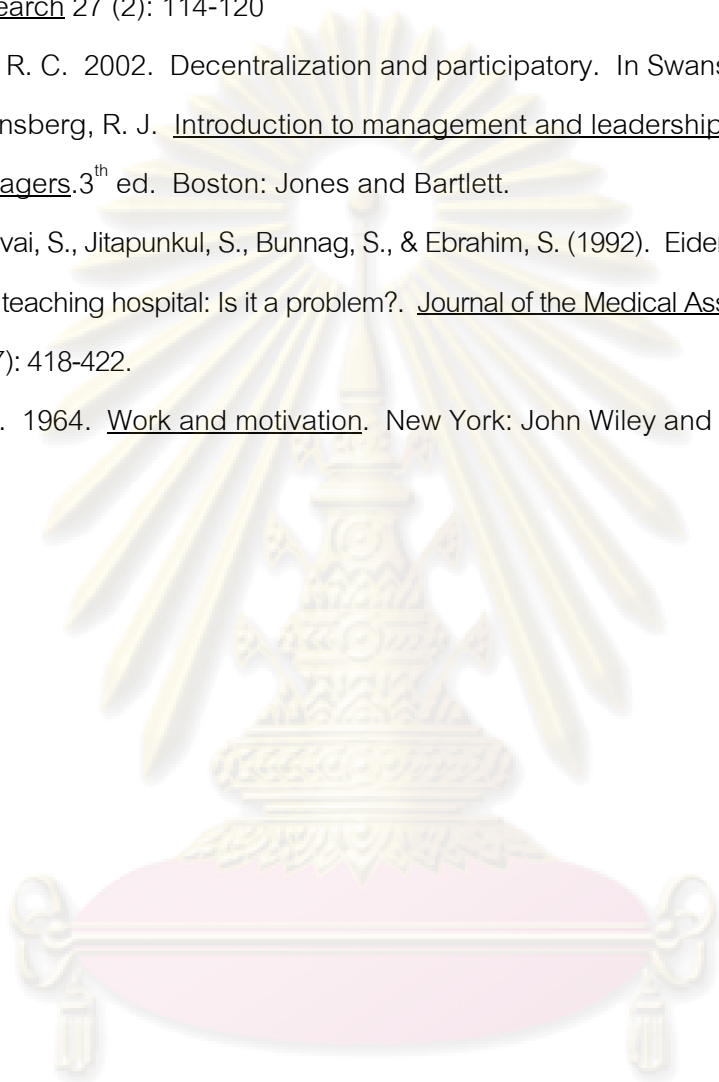 earch 27 (2): 114-120
R. C. 2002. Decentralization and participatory. In Swans
nsberg, R. J. Introduction to management and leadership
agers.3th ed. Boston: Jones and Bartlett.
vai, S., Jitapunkul, S., Bunnag, S., & Ebrahim, S. (1992). Eider
teaching hospital: Is it a problem?. Journal of the Medical Ass
7): 418-422.
. 1964. Work and motivation. New York: John Wiley and